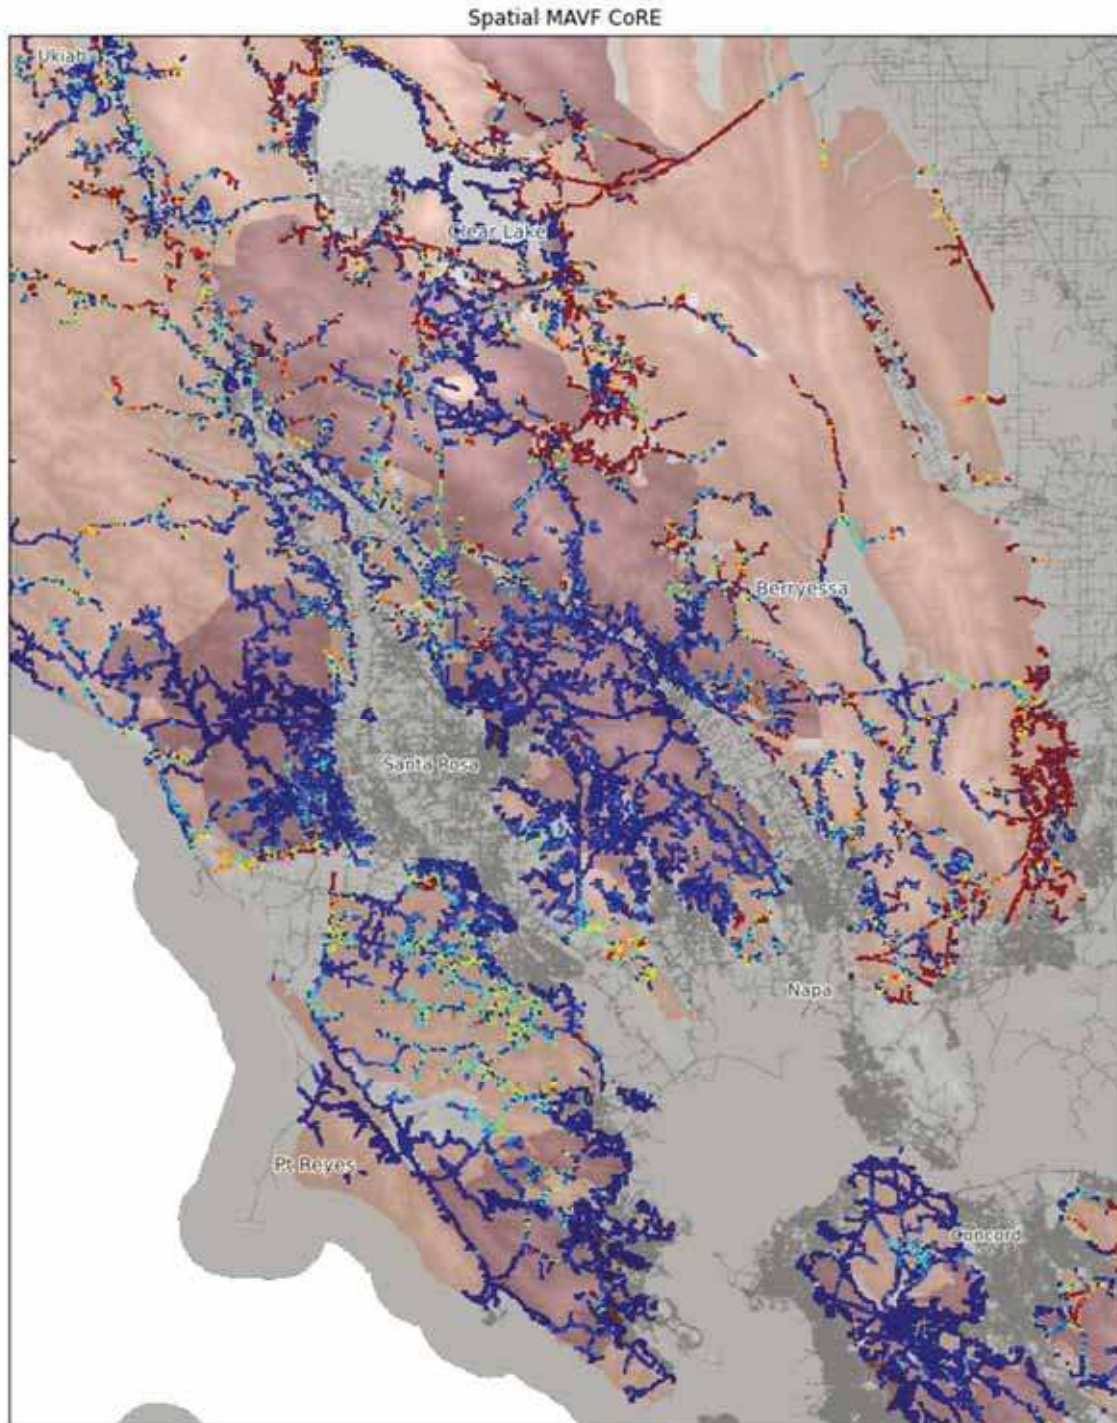 Spatial MAVF CoRE
Ukiah
Clear Lake
Berryessa
Santa Rosa
Napa
Pt Reyes
Concord